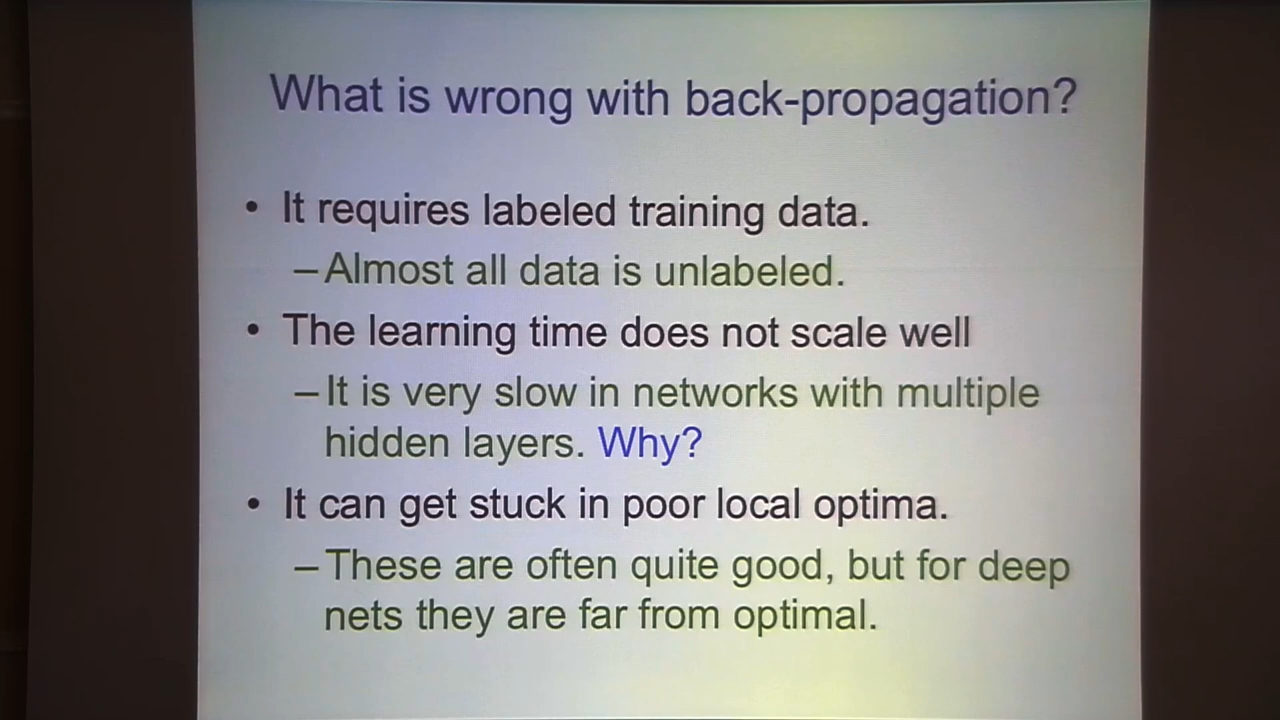 What is wrong with back-propagation?
• It requires labeled training data.
–Almost all data is unlabeled.
• The learning time does not scale well
–It is very slow in networks with multiple
hidden layers. Why?
• It can get stuck in poor local optima.
–These are often quite good, but for deep
nets they are far from optimal.